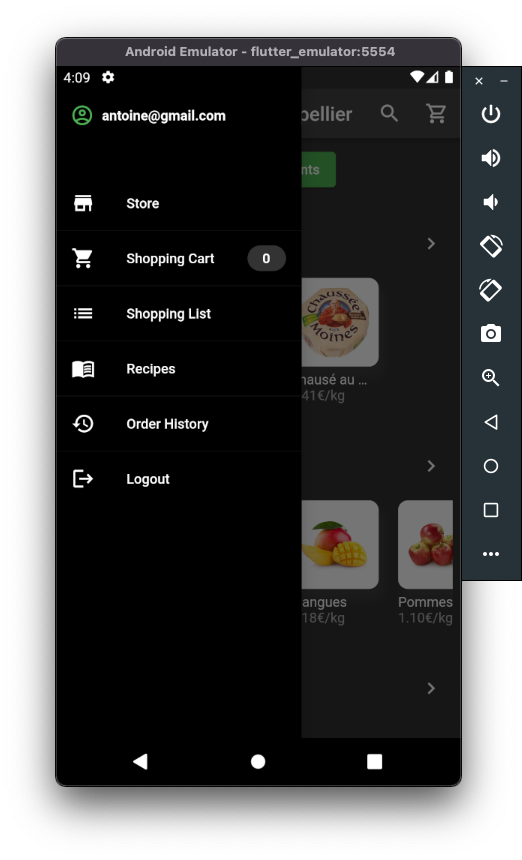 Android Emulator - flutter_emulator:5554
4:09
antoine@gmail.com
pellier
nts
Store
Shopping Cart 0
Shopping List
Recipes
Order History
Logout
CHAUSSÉE
AUX
MOINES
hausé au ...
41€/kg
angues
18€/kg
Pommes
1.10€/kg